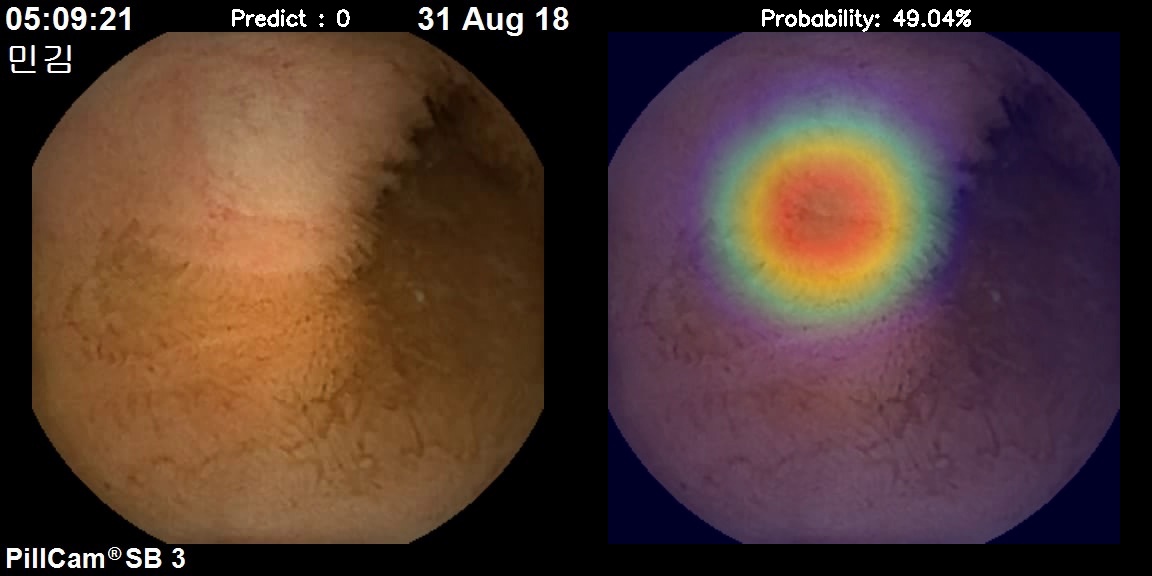 05:09:21
Predict : 0
31 Aug 18
Probability: 49.04%
민김
PillCam® SB 3